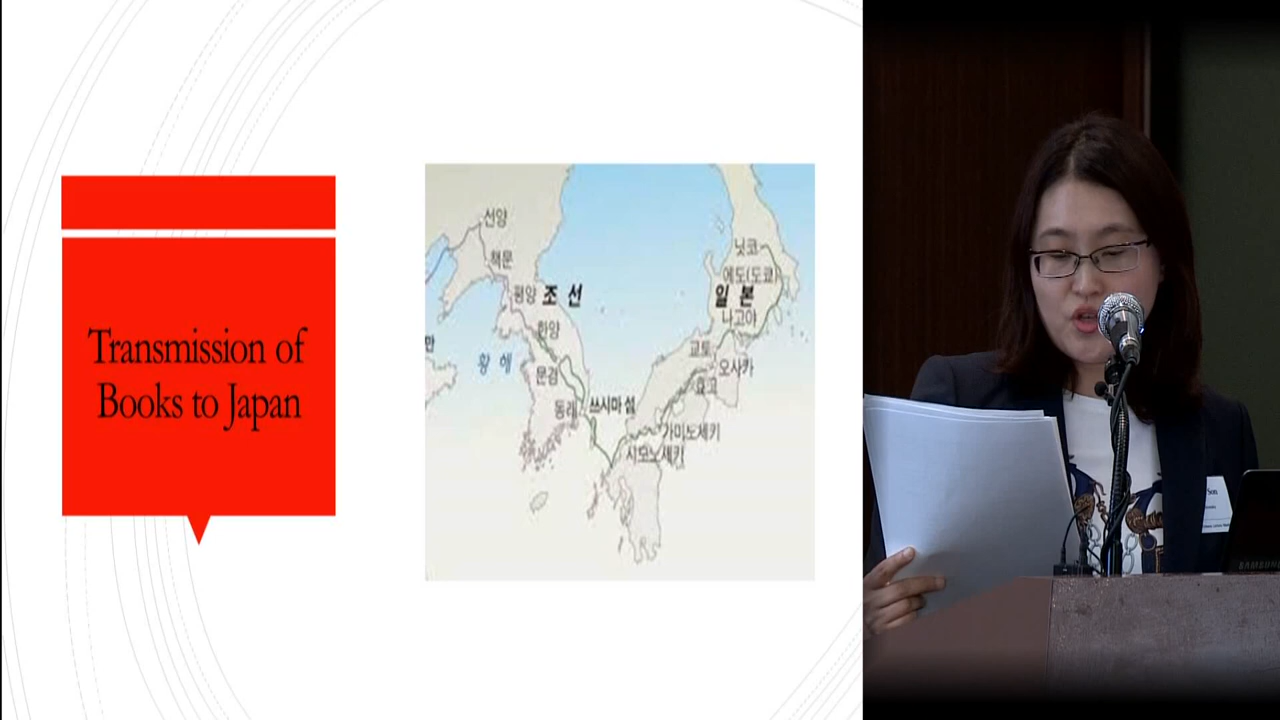 Transmission of
Books to Japan
선양
책문
평양
조선
한양
황해
문경
동래
쓰시마섬
닛코
에도(도쿄)
일본
나고야
교토
오사카
효고
가미노세키
시모노세키
Son
SAMSUNG